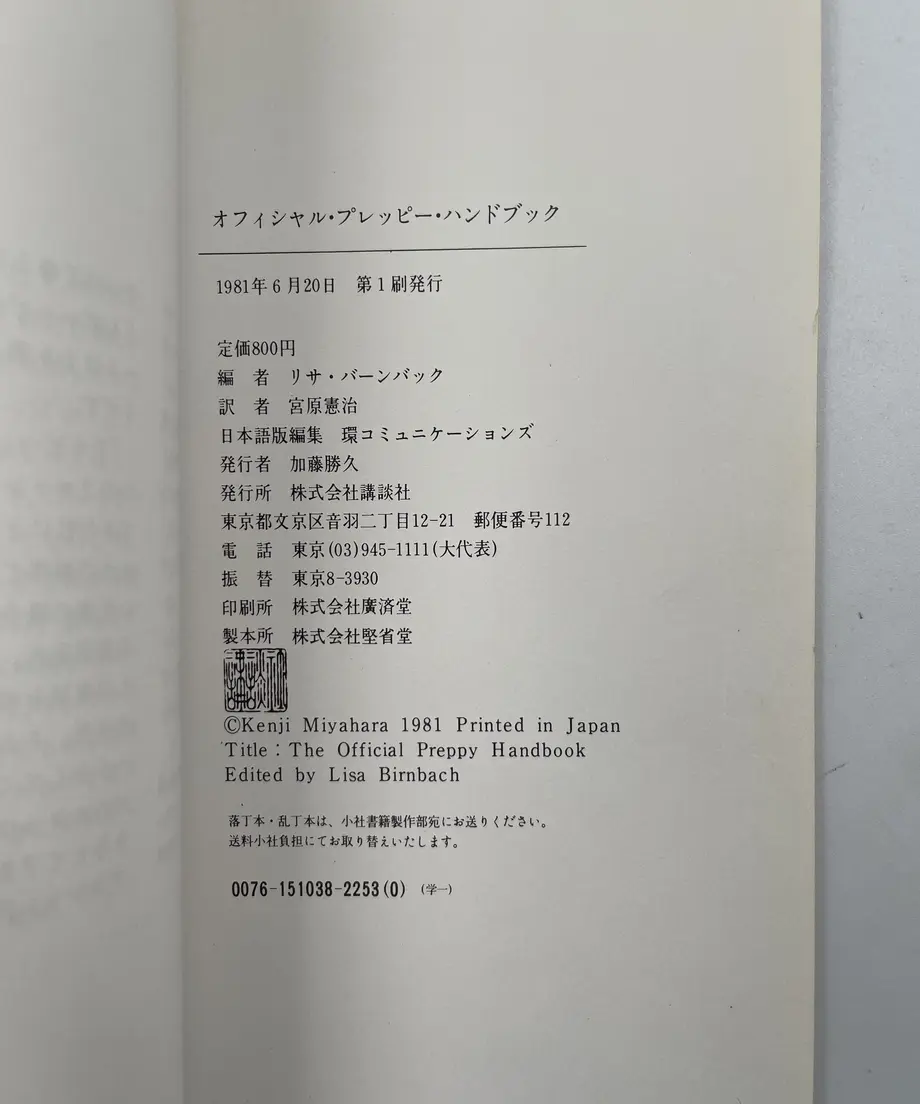 オフィシャル・プレッピー・ハンドブック
1981年6月20日　第1刷発行
定価800円
編　者　リサ・バーンバック
訳　者　宮原憲治
日本語版編集　環コミュニケーションズ
発行者　加藤勝久
発行所　株式会社講談社
東京都文京区音羽二丁目12-21　郵便番号112
電　話　東京(03)945-1111(大代表)
振　替　東京8-3930
印刷所　株式会社廣済堂
製本所　株式会社堅省堂
講談社
©Kenji Miyahara 1981 Printed in Japan
Title：The Official Preppy Handbook
Edited by Lisa Birnbach
落丁本・乱丁本は、小社書籍製作部宛にお送りください。
送料小社負担にてお取り替えいたします。
0076-151038-2253(0)　(学一)